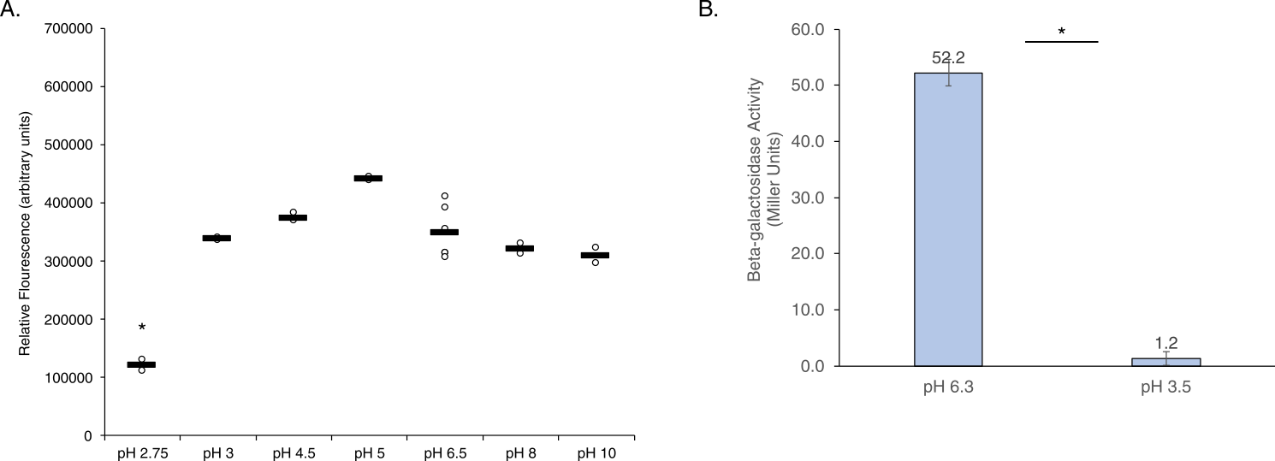 A.
Relative Flourescence (arbitrary units)
700000
600000
500000
400000
300000
200000
100000
0
*
pH 2.75 pH 3 pH 4.5 pH 5 pH 6.5 pH 8 pH 10
B.
Beta-galactosidase Activity
(Miller Units)
60.0
50.0
40.0
30.0
20.0
10.0
0.0
*
52.2
1.2
pH 6.3 pH 3.5